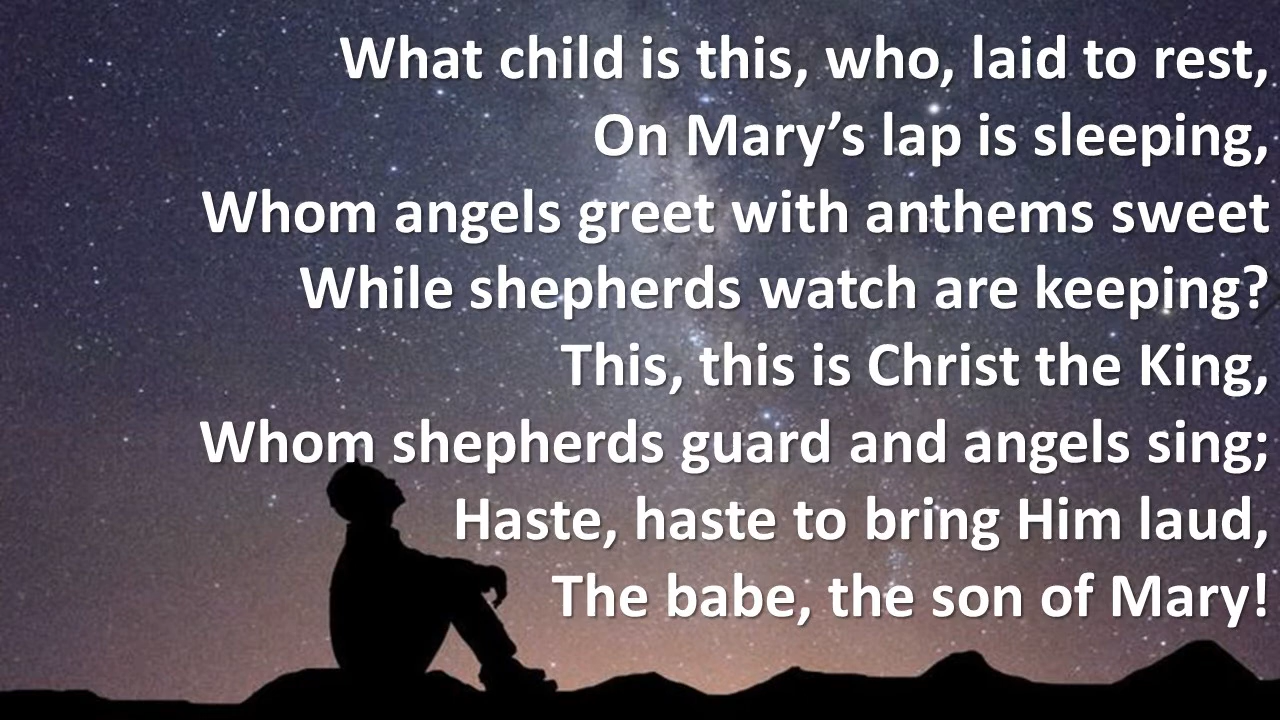 What child is this, who, laid to rest,
On Mary’s lap is sleeping,
Whom angels greet with anthems sweet
While shepherds watch are keeping?
This, this is Christ the King,
Whom shepherds guard and angels sing;
Haste, haste to bring Him laud,
The babe, the son of Mary!